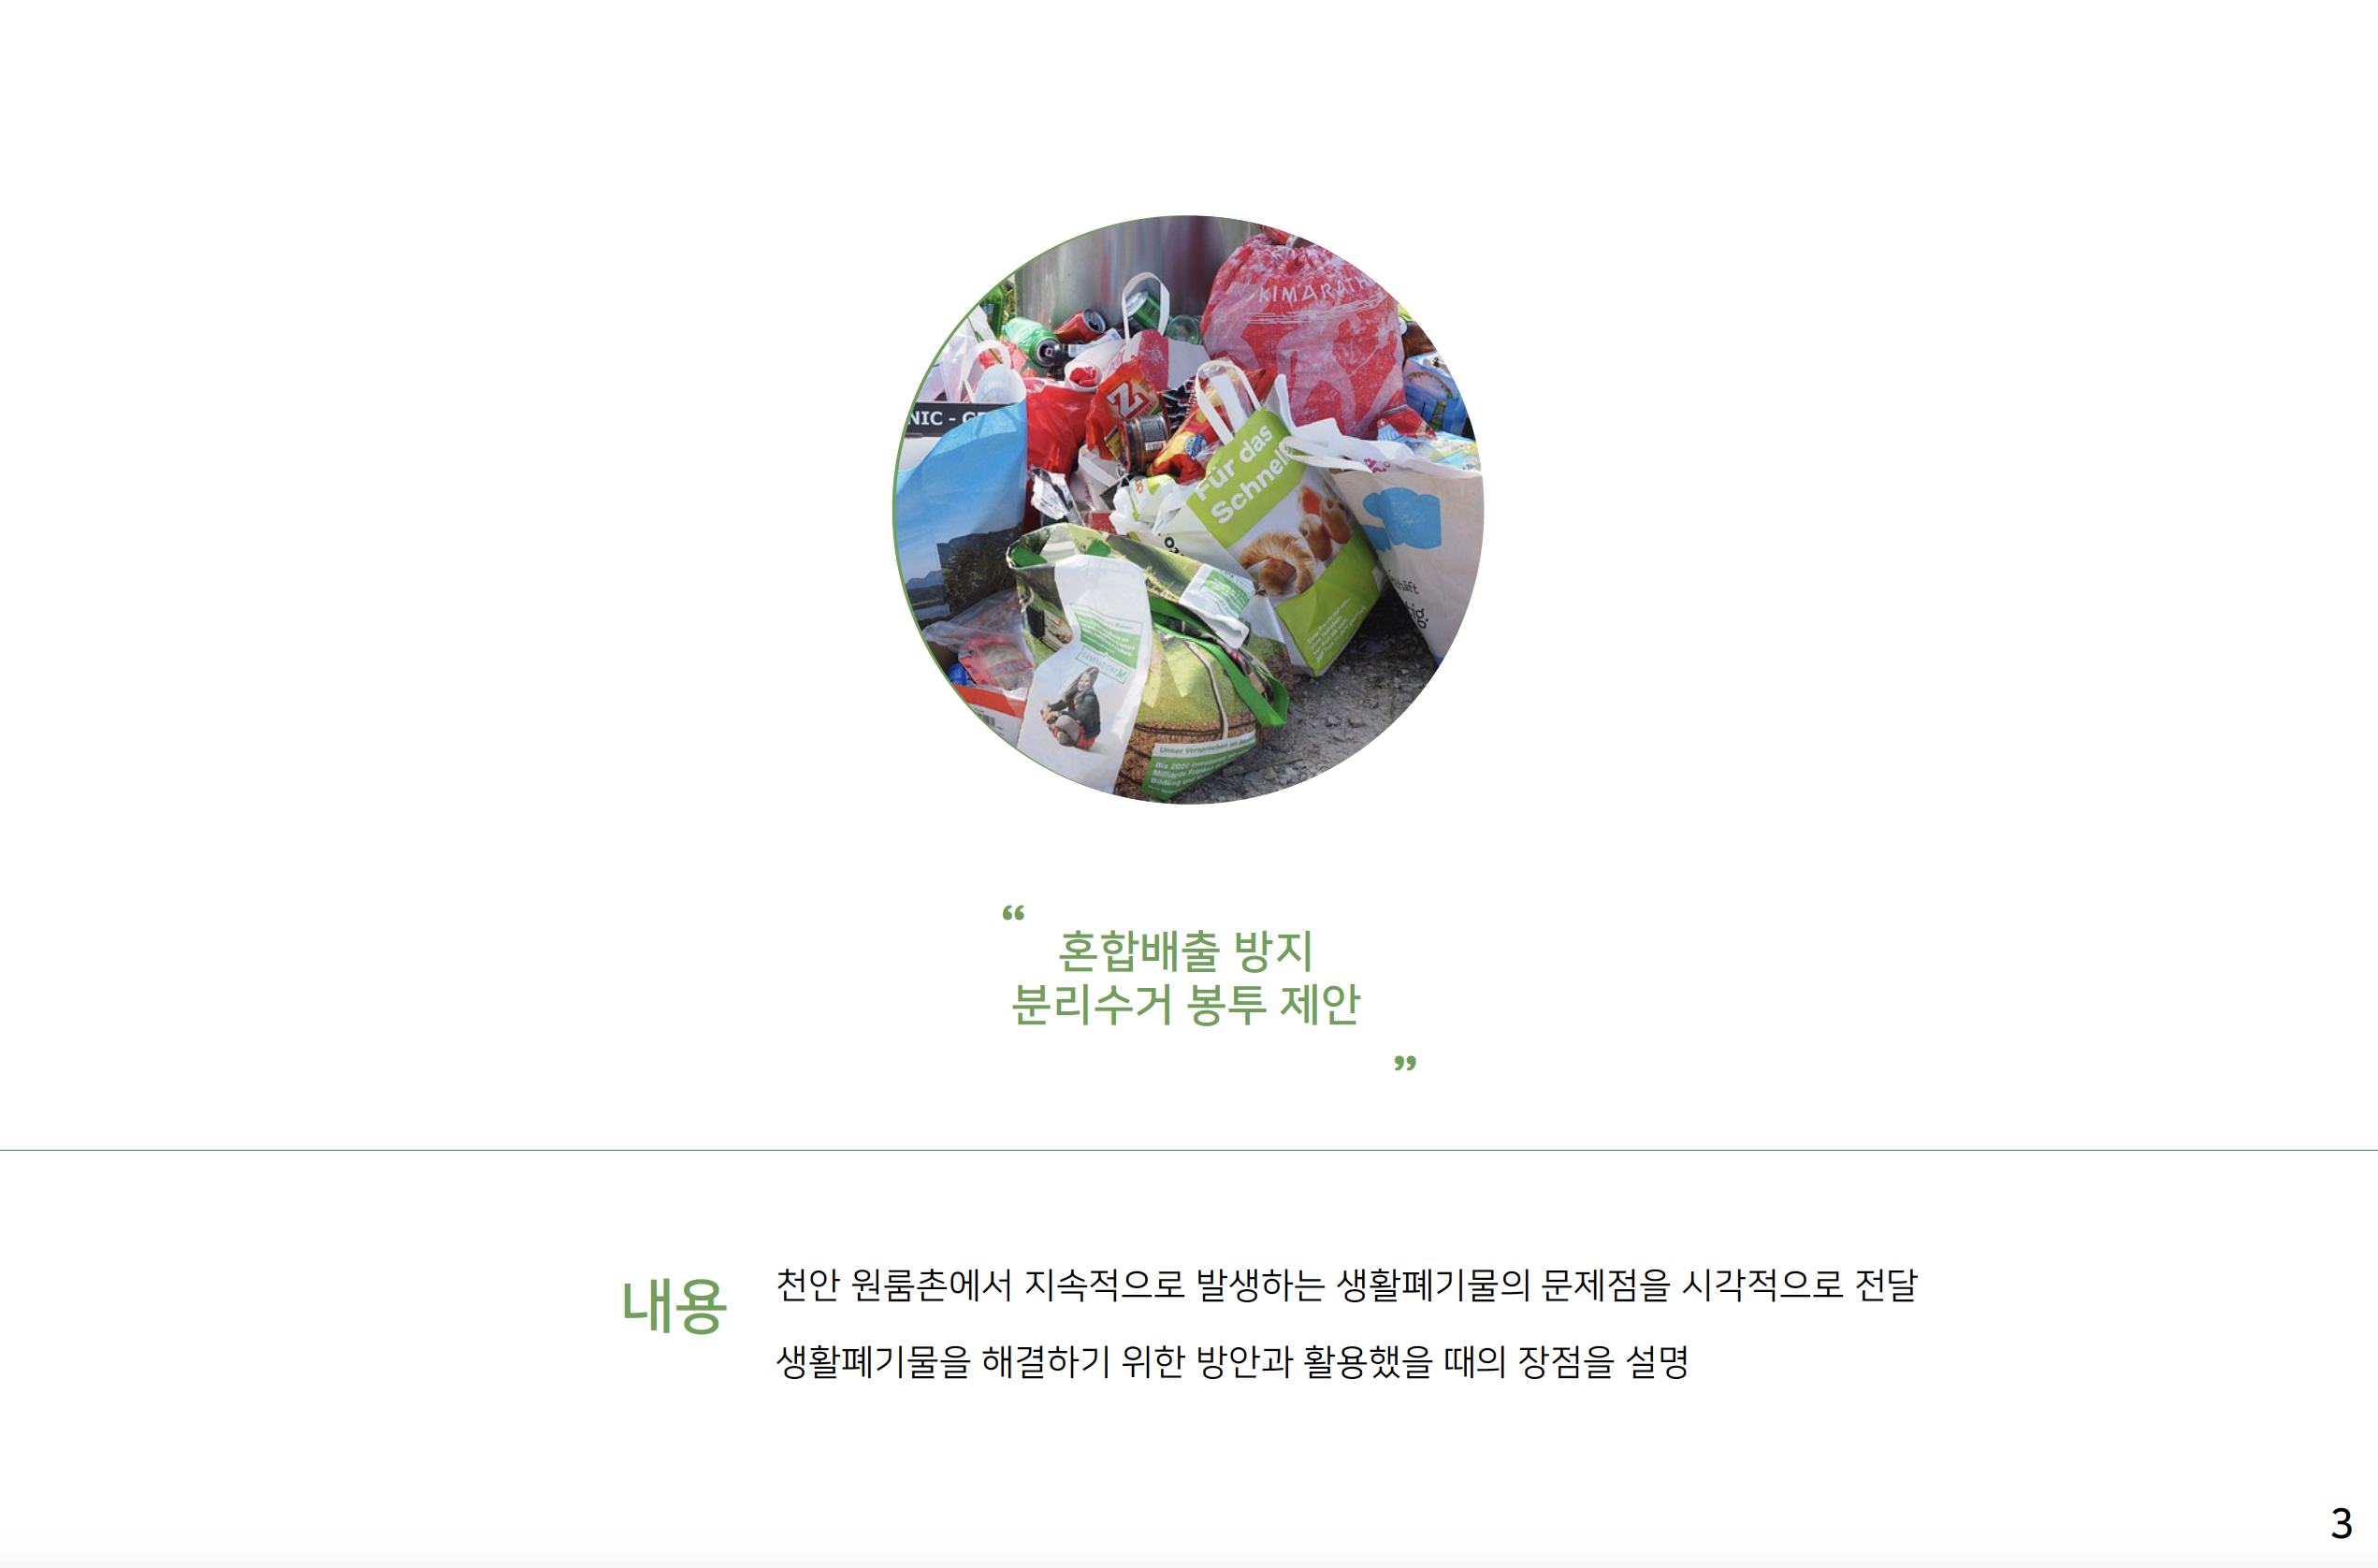 KIMARATH
NIC - GE
Für das
Schnell
“
혼합배출 방지
분리수거 봉투 제안
”
내용
천안 원룸촌에서 지속적으로 발생하는 생활폐기물의 문제점을 시각적으로 전달
생활폐기물을 해결하기 위한 방안과 활용했을 때의 장점을 설명
3